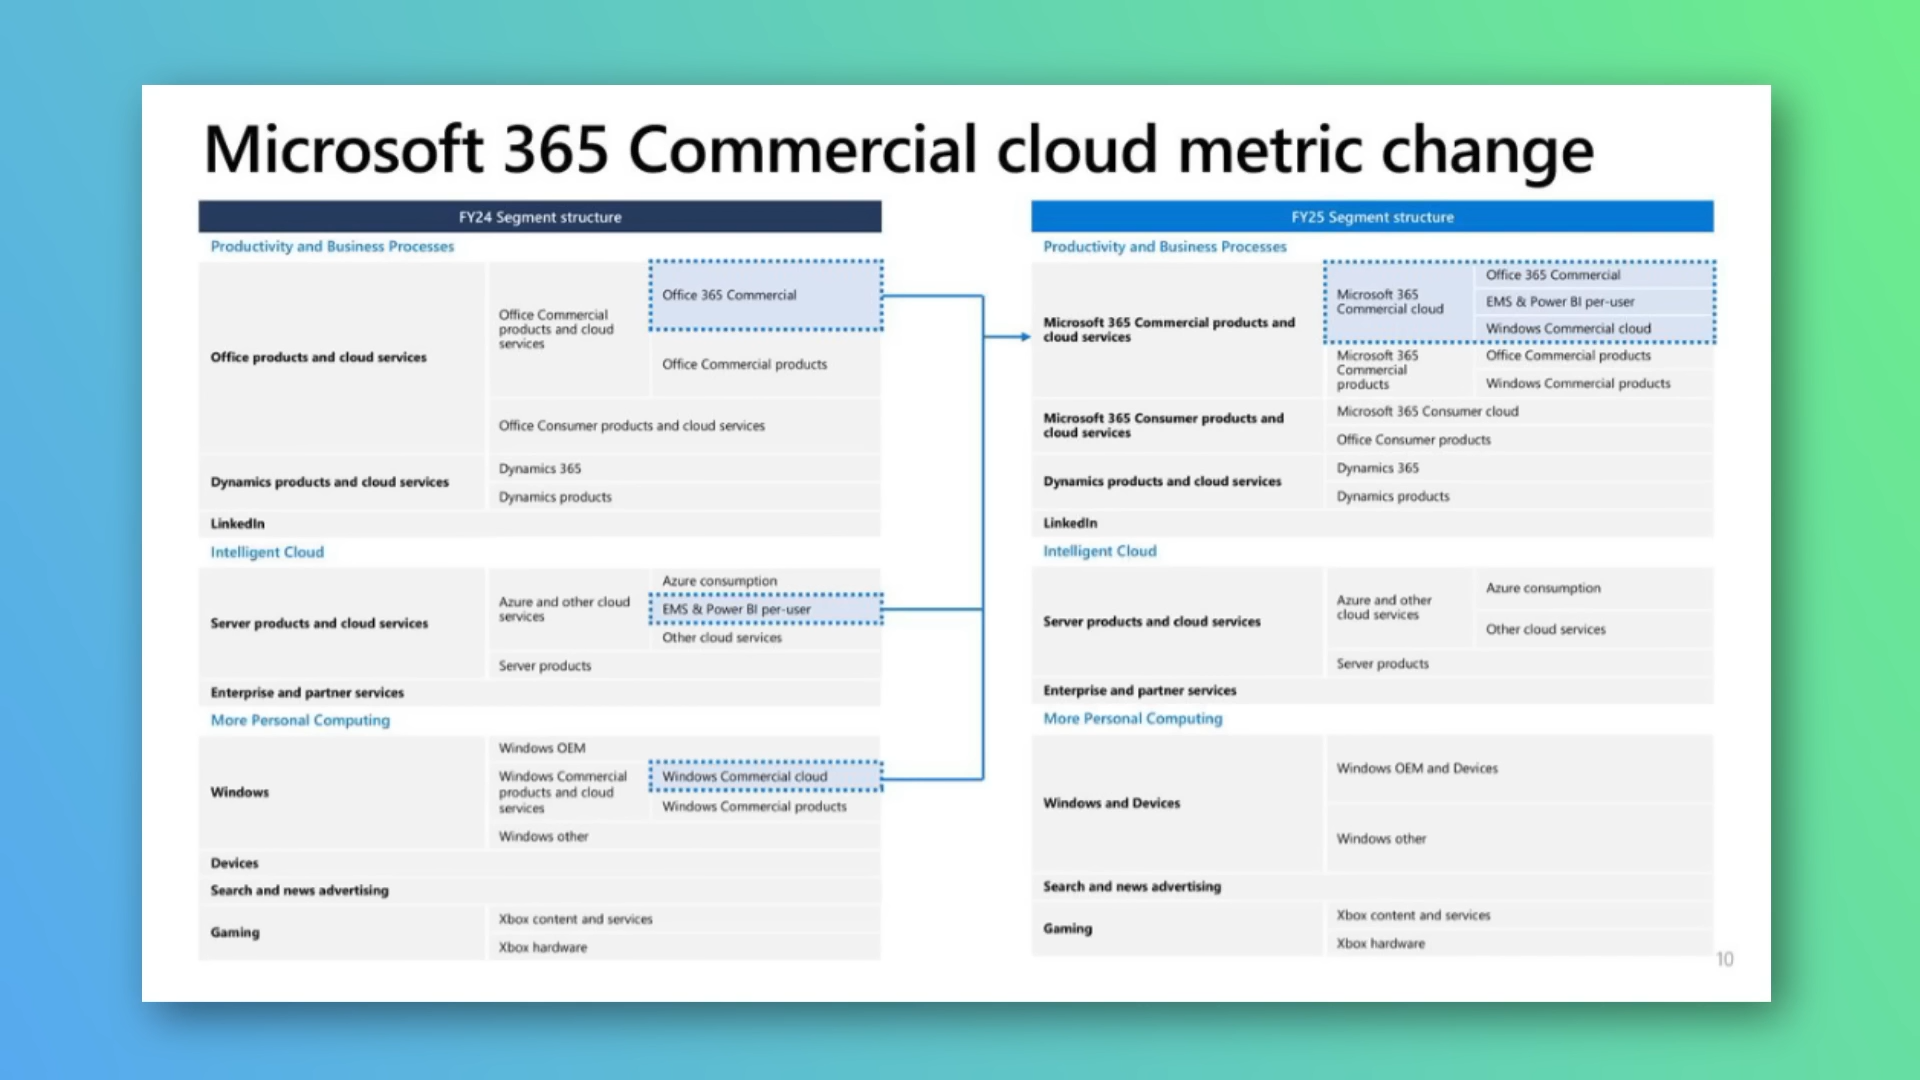 Microsoft 365 Commercial cloud metric change
FY24 Segment structure
Productivity and Business Processes
Office products and cloud services
Office Commercial
products and cloud
services
Office 365 Commercial
Office Commercial products
Office Consumer products and cloud services
Dynamics products and cloud services
Dynamics 365
Dynamics products
LinkedIn
Intelligent Cloud
Server products and cloud services
Azure and other cloud
services
Azure consumption
EMS & Power BI per-user
Other cloud services
Server products
Enterprise and partner services
More Personal Computing
Windows
Windows OEM
Windows Commercial
products and cloud
services
Windows Commercial cloud
Windows Commercial products
Windows other
Devices
Search and news advertising
Gaming
Xbox content and services
Xbox hardware
FY25 Segment structure
Productivity and Business Processes
Microsoft 365 Commercial products and
cloud services
Microsoft 365
Commercial cloud
Office 365 Commercial
EMS & Power BI per-user
Windows Commercial cloud
Microsoft 365
Commercial
products
Office Commercial products
Windows Commercial products
Microsoft 365 Consumer products and
cloud services
Microsoft 365 Consumer cloud
Office Consumer products
Dynamics products and cloud services
Dynamics 365
Dynamics products
LinkedIn
Intelligent Cloud
Server products and cloud services
Azure and other
cloud services
Azure consumption
Other cloud services
Server products
Enterprise and partner services
More Personal Computing
Windows and Devices
Windows OEM and Devices
Windows other
Search and news advertising
Gaming
Xbox content and services
Xbox hardware
10